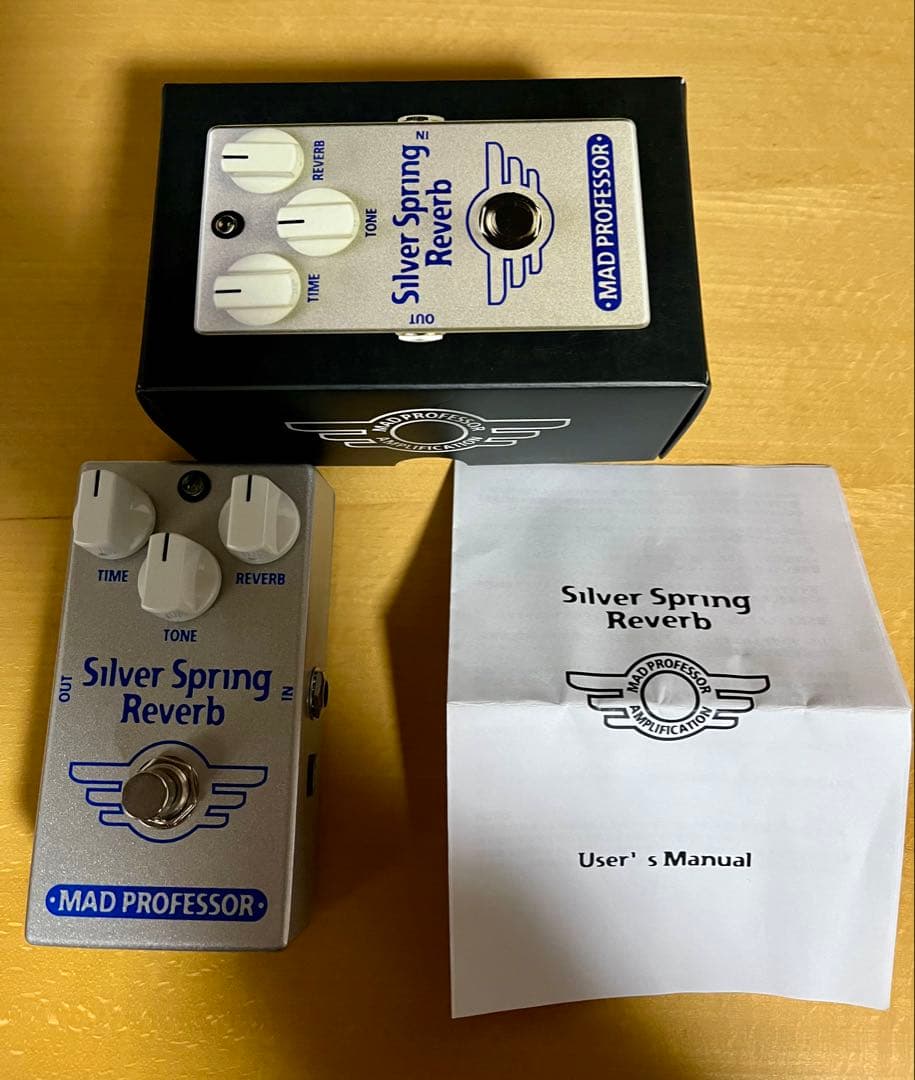 REVERB
TONE
TIME
IN
OUT
Silver Spring
Reverb
·MAD PROFESSOR·
MAD PROFESSOR
AMPLIFICATION
TIME
REVERB
TONE
OUT
IN
Silver Spring
Reverb
·MAD PROFESSOR·
Silver Spring
Reverb
MAD PROFESSOR
AMPLIFICATION
User's Manual